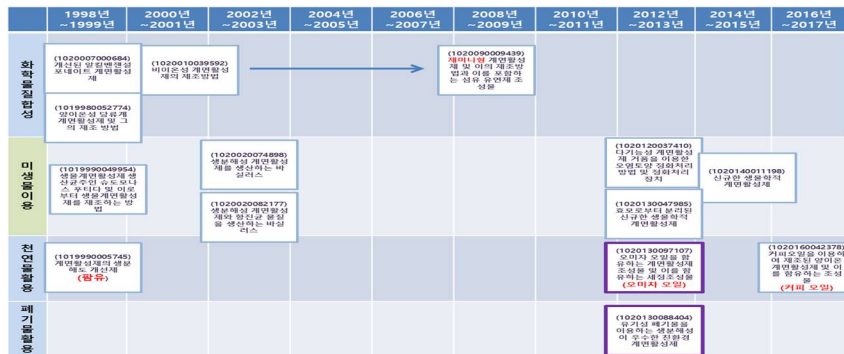 1998년
~1999년
2000년
~2001년
2002년
~2003년
2004년
~2005년
2006년
~2007년
2008년
~2009년
2010년
~2011년
2012년
~2013년
2014년
~2015년
2016년
~2017년
화학물질합성
(1020007000684)
개선된 알킬벤젠설
포네이트 계면활성
제
(1020010039592)
비이온성 계면활성
제의 제조방법
(1020090009439)
제미나형 계면활성
제 및 이의 제조방
법과 이를 포함하
는 섬유 유연제 조
성물
(1019980052774)
양이온성 당류계
계면활성제 및 그
의 제조 방법
미생물이용
(1019990049954)
생물계면활성제 생
산균주인 슈도모나
스 푸티다 및 이로
부터 생물계면활성
제를 제조하는 방
법
(1020020074898)
생분해성 계면활성
제를 생산하는 바
실러스
(1020020082177)
생분해성 계면활성
제와 항진균 물질
을 생산하는 바실
러스
(1020120037410)
다기능성 계면활성
제 거품을 이용한
오염토양 정화처리
방법 및 정화처리
장치
(1020130047985)
효모로부터 분리된
신규한 생물학적
계면활성제
(1020140011198)
신규한 생물학적
계면활성제
천연물활용
(1019990005745)
계면활성제의 생분
해도 개선제
(팜유)
(1020130097107)
오미자 오일을 함
유하는 계면활성제
조성물 및 이를 함
유하는 세정조성물
(오미자 오일)
(1020160042378)
커피오일을 이용하
여 제조된 양이온
계면활성제 및 이
를 함유하는 조성
물
(커피 오일)
폐기물활용
(1020130088404)
유기성 폐기물을
이용하는 생분해성
이 우수한 친환경
계면활성제